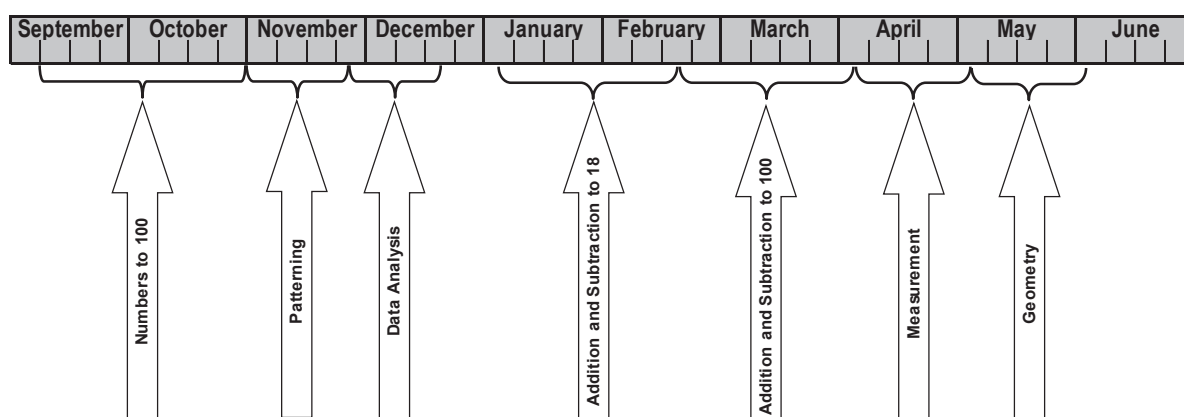 September October November December January February March April May June
Numbers to 100
Patterning
Data Analysis
Addition and Subtraction to 18
Addition and Subtraction to 100
Measurement
Geometry